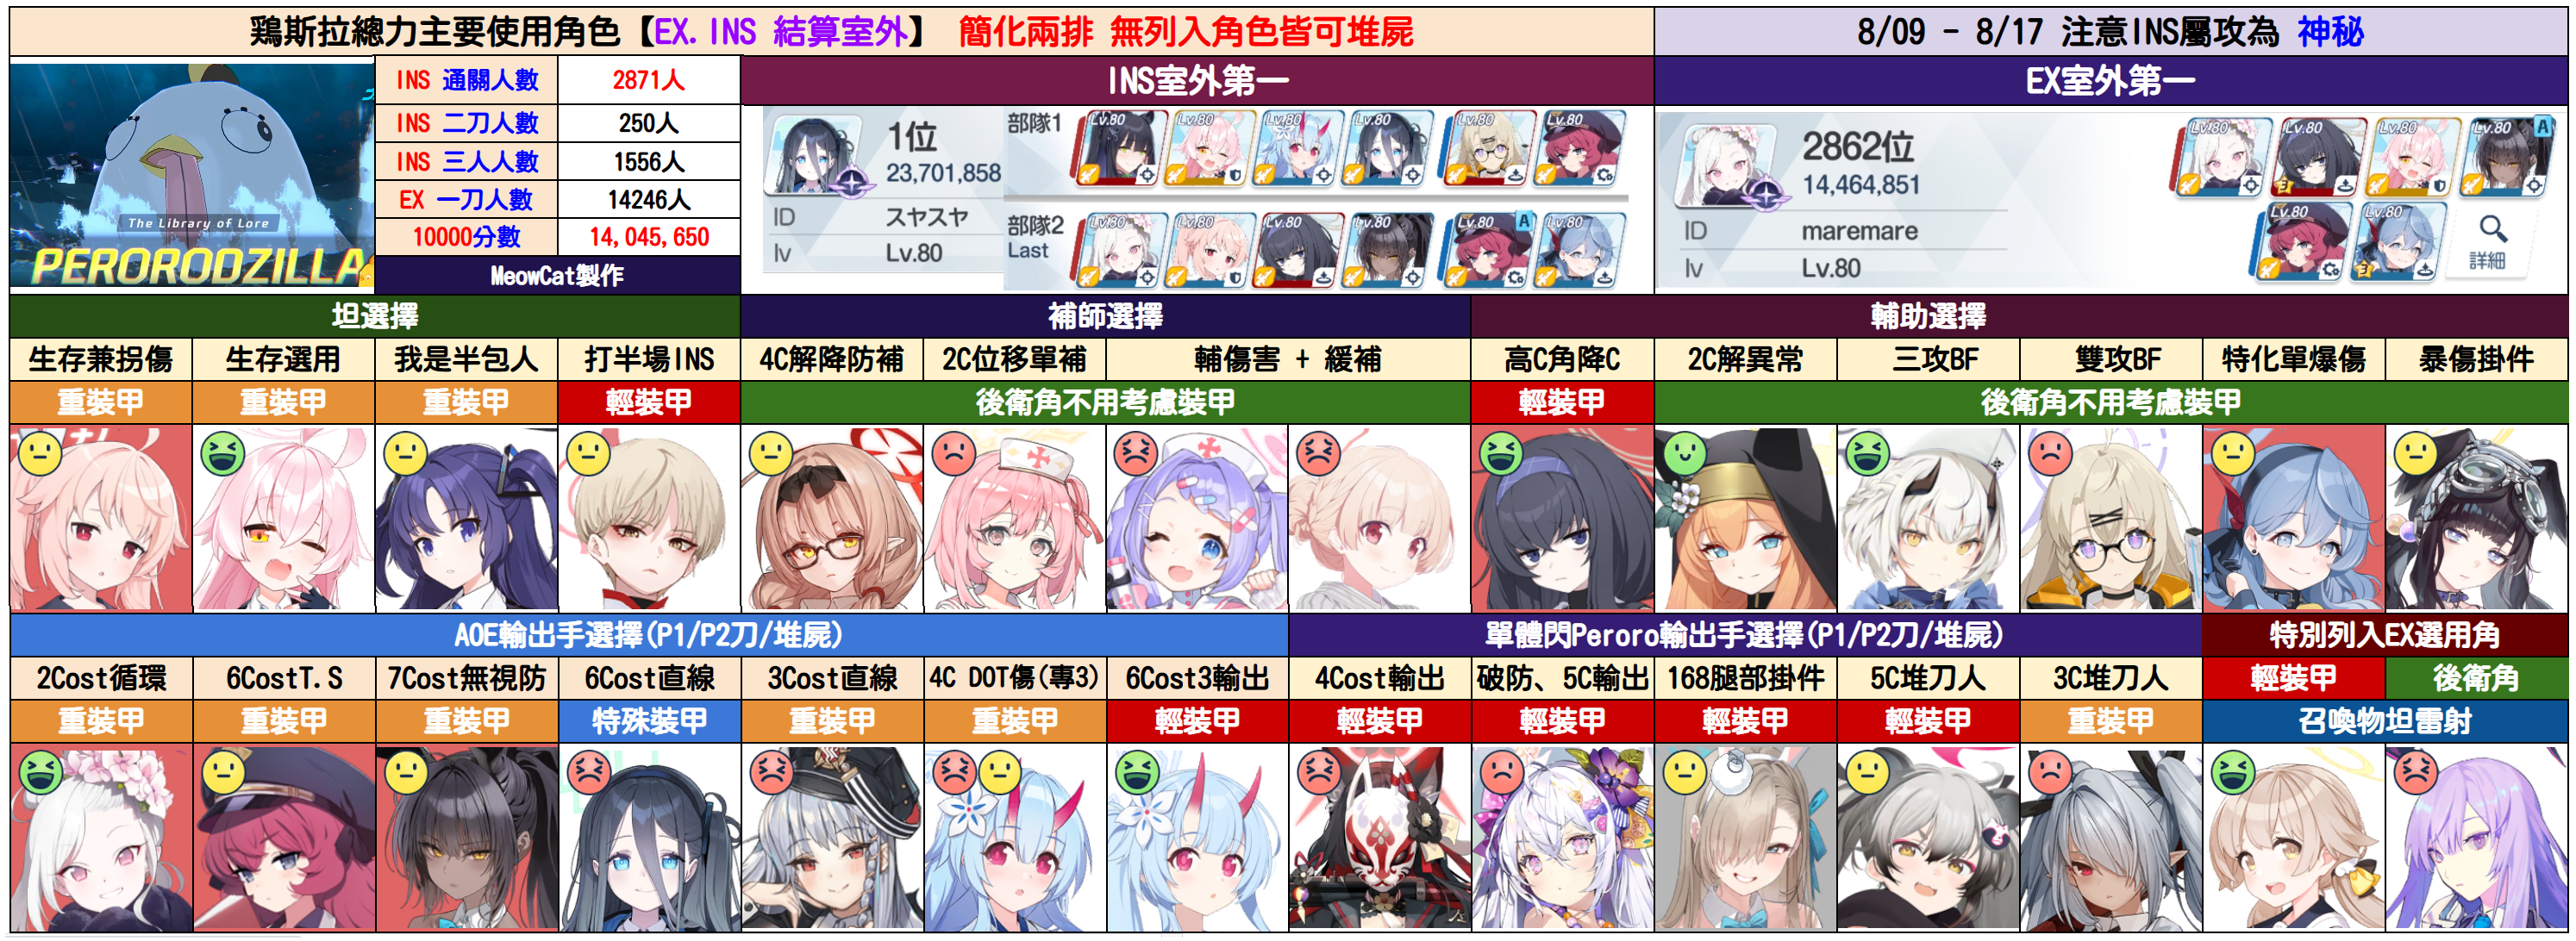 鶏斯拉總力主要使用角色【EX. INS 結算室外】 簡化兩排 無列入角色皆可堆屍
8/09 - 8/17 注意INS屬攻為 神秘
The Library of Lore
PERORODZILLA
INS 通關人數 2871人
INS 二刀人數 250人
INS 三人人數 1556人
EX 一刀人數 14246人
10000分數 14,045,650
MeowCat製作
INS室外第一
1位
23,701,858
ID スヤスヤ
lv Lv.80
部隊1
Lv.80 Lv.80 Lv.80 Lv.80 Lv.80 Lv.80
部隊2
Last
Lv.80 Lv.80 Lv.80 Lv.80 Lv.80 A Lv.80
EX室外第一
2862位
14,464,851
ID maremare
lv Lv.80
Lv.80 Lv.80 3 Lv.80 Lv.80 A
Lv.80 Lv.80 3
詳細
坦選擇 補師選擇 輔助選擇
生存兼拐傷 生存選用 我是半包人 打半場INS 4C解降防補 2C位移單補 輔傷害 + 緩補 高C角降C 2C解異常 三攻BF 雙攻BF 特化單爆傷 暴傷掛件
重裝甲 重裝甲 重裝甲 輕裝甲 後衛角不用考慮裝甲 輕裝甲 後衛角不用考慮裝甲
AOE輸出手選擇(P1/P2刀/堆屍) 單體閃Peroro輸出手選擇(P1/P2刀/堆屍) 特別列入EX選用角
2Cost循環 6CostT.S 7Cost無視防 6Cost直線 3Cost直線 4C DOT傷(專3) 6Cost3輸出 4Cost輸出 破防、5C輸出 168腿部掛件 5C堆刀人 3C堆刀人 輕裝甲 後衛角
重裝甲 重裝甲 重裝甲 特殊裝甲 重裝甲 重裝甲 輕裝甲 輕裝甲 輕裝甲 輕裝甲 輕裝甲 重裝甲 召喚物坦雷射